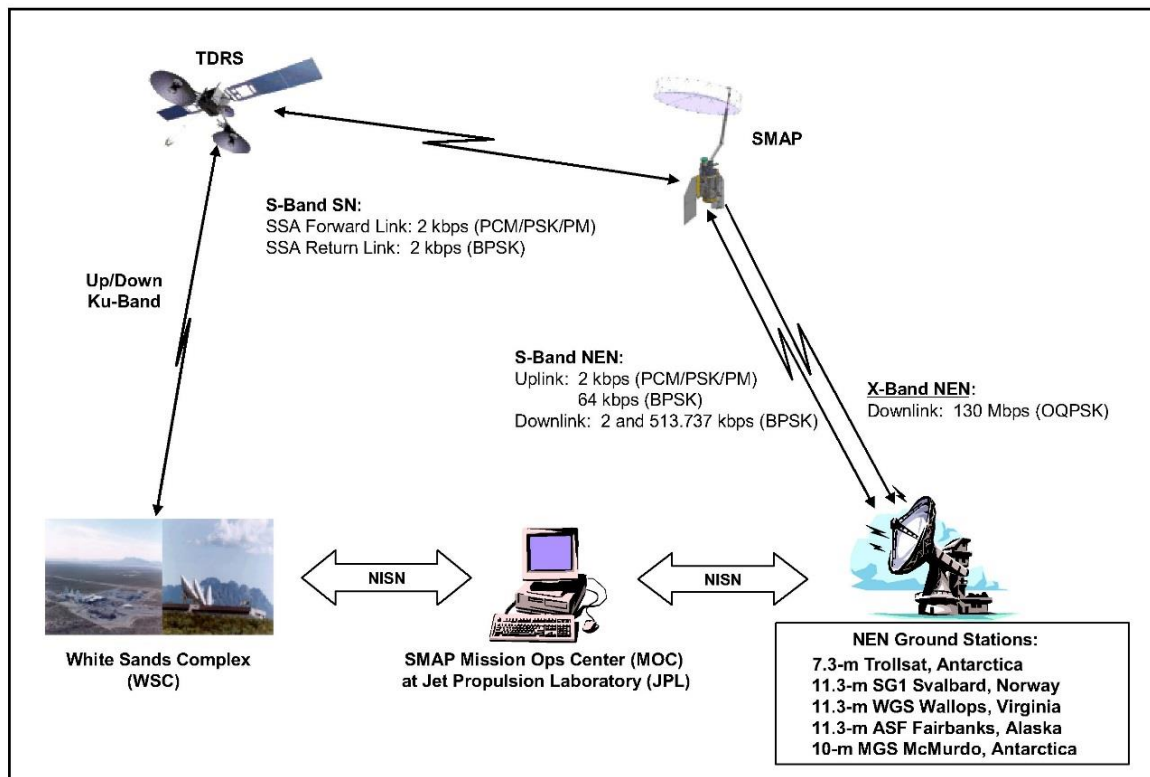 TDRS
SMAP
S-Band SN:
SSA Forward Link: 2 kbps (PCM/PSK/PM)
SSA Return Link: 2 kbps (BPSK)
Up/Down
Ku-Band
S-Band NEN:
Uplink: 2 kbps (PCM/PSK/PM)
64 kbps (BPSK)
Downlink: 2 and 513.737 kbps (BPSK)
X-Band NEN:
Downlink: 130 Mbps (OQPSK)
NISN
NISN
White Sands Complex
(WSC)
SMAP Mission Ops Center (MOC)
at Jet Propulsion Laboratory (JPL)
NEN Ground Stations:
7.3-m Trollsat, Antarctica
11.3-m SG1 Svalbard, Norway
11.3-m WGS Wallops, Virginia
11.3-m ASF Fairbanks, Alaska
10-m MGS McMurdo, Antarctica